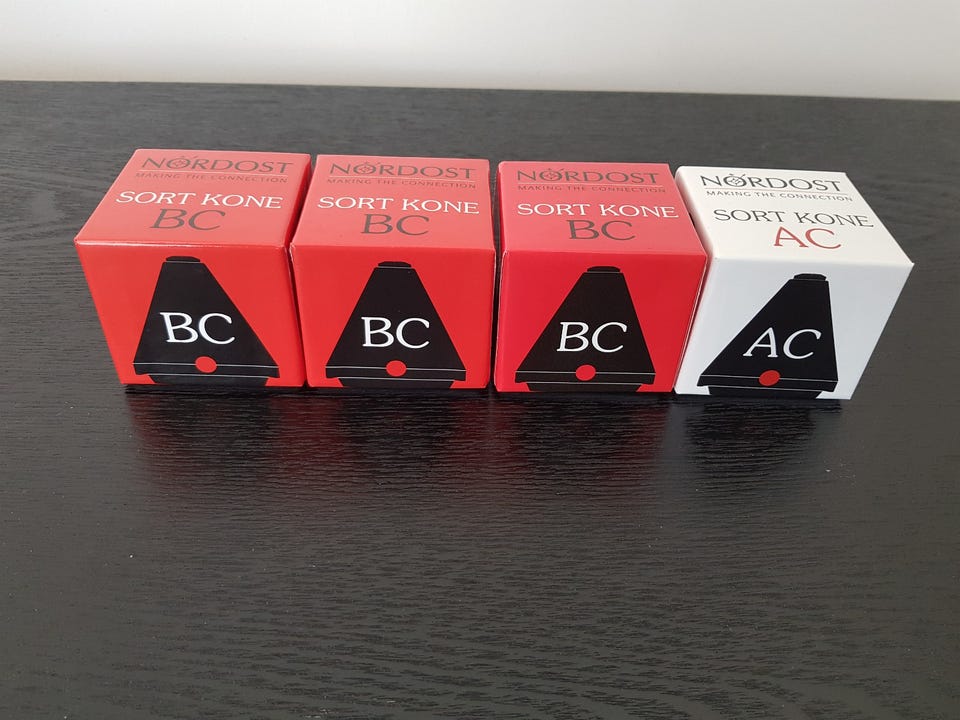 NORDOST
MAKING THE CONNECTION
SORT KONE
BC
BC
NORDOST
MAKING THE CONNECTION
SORT KONE
BC
BC
NORDOST
MAKING THE CONNECTION
SORT KONE
BC
BC
NORDOST
MAKING THE CONNECTION
SORT KONE
AC
AC